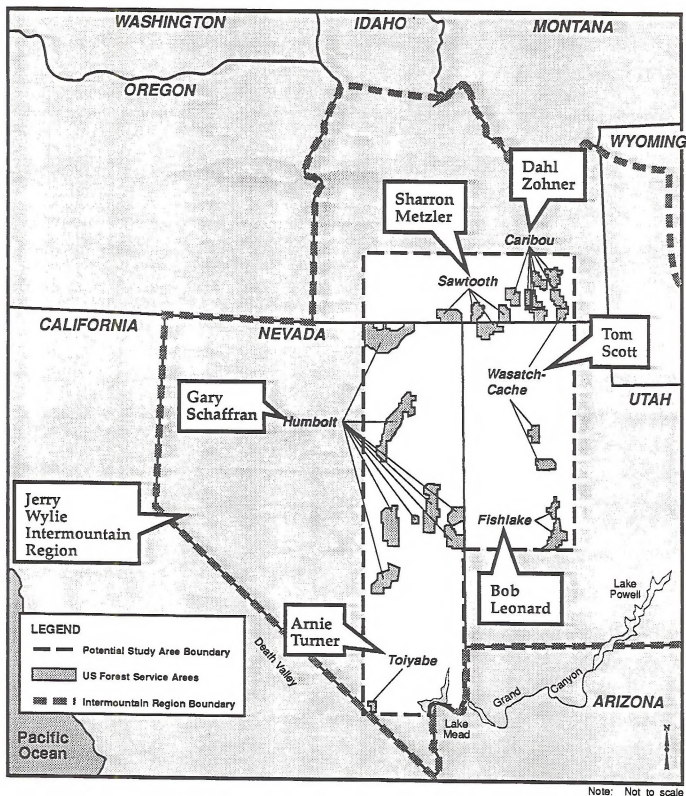 WASHINGTON
IDAHO
MONTANA
OREGON
WYOMING
Dahl
Zohner
Sharron
Metzler
Caribou
Sawtooth
CALIFORNIA
NEVADA
Tom
Scott
Wasatch-
Cache
UTAH
Gary
Schaffran
Humbolt
Jerry
Wylie
Intermountain
Region
Fishlake
Bob
Leonard
Lake
Powell
Arnie
Turner
LEGEND
Potential Study Area Boundary
US Forest Service Areas
Intermountain Region Boundary
Death Valley
Toiyabe
Grand Canyon
ARIZONA
Lake
Mead
Pacific
Ocean
N
Note: Not to scale